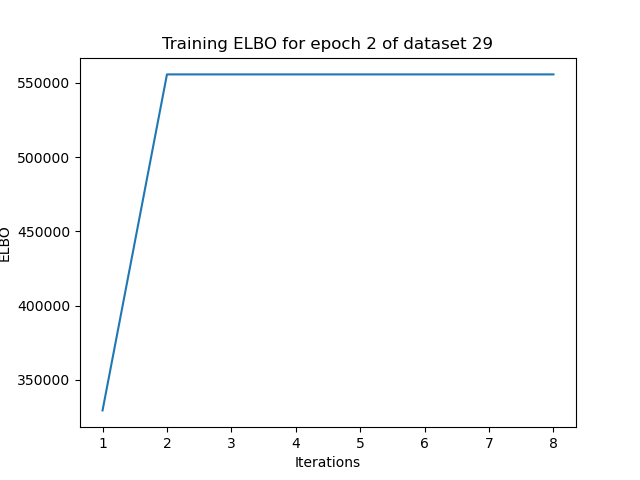 Training ELBO for epoch 2 of dataset 29
550000
500000
450000
400000
350000
ELBO
1 2 3 4 5 6 7 8
Iterations